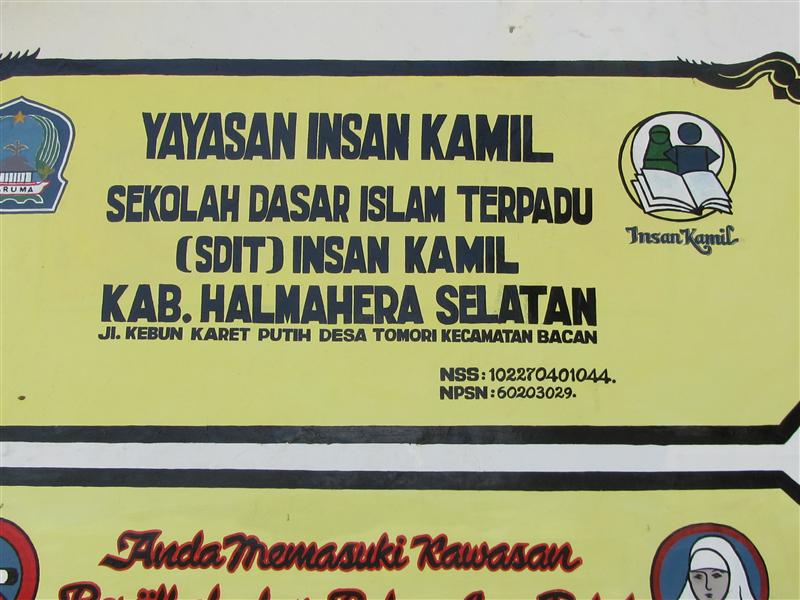 YAYASAN INSAN KAMIL
SEKOLAH DASAR ISLAM TERPADU
(SDIT) INSAN KAMIL
KAB. HALMAHERA SELATAN
Jl. KEBUN KARET PUTIH DESA TOMORI KECAMATAN BACAN
NSS: 102270401044.
NPSN: 60203029.
Insan Kamil
ARUMA
Anda Memasuki Kawasan